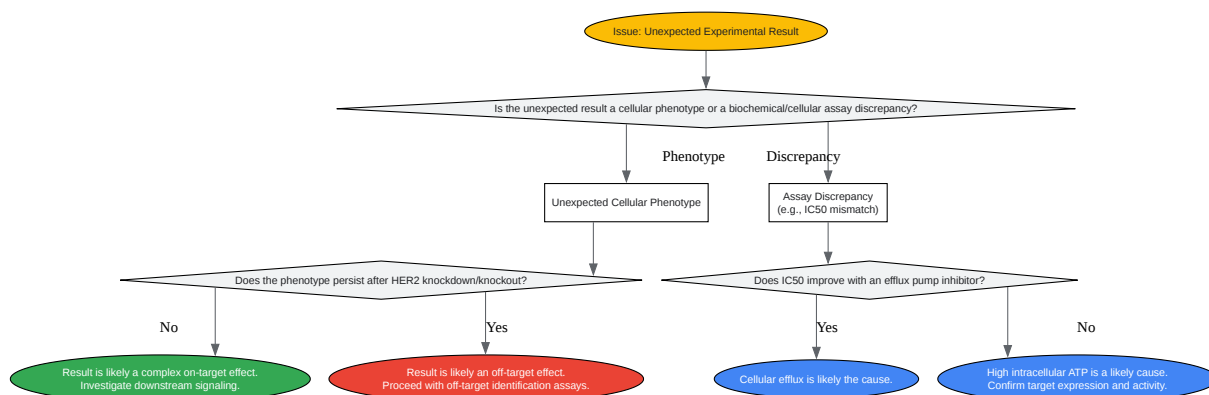 Issue: Unexpected Experimental Result
Is the unexpected result a cellular phenotype or a biochemical/cellular assay discrepancy?
Phenotype
Discrepancy
Unexpected Cellular Phenotype
Assay Discrepancy
(e.g., IC50 mismatch)
Does the phenotype persist after HER2 knockdown/knockout?
Does IC50 improve with an efflux pump inhibitor?
No
Yes
Yes
No
Result is likely a complex on-target effect.
Investigate downstream signaling.
Result is likely an off-target effect.
Proceed with off-target identification assays.
Cellular efflux is likely the cause.
High intracellular ATP is a likely cause.
Confirm target expression and activity.